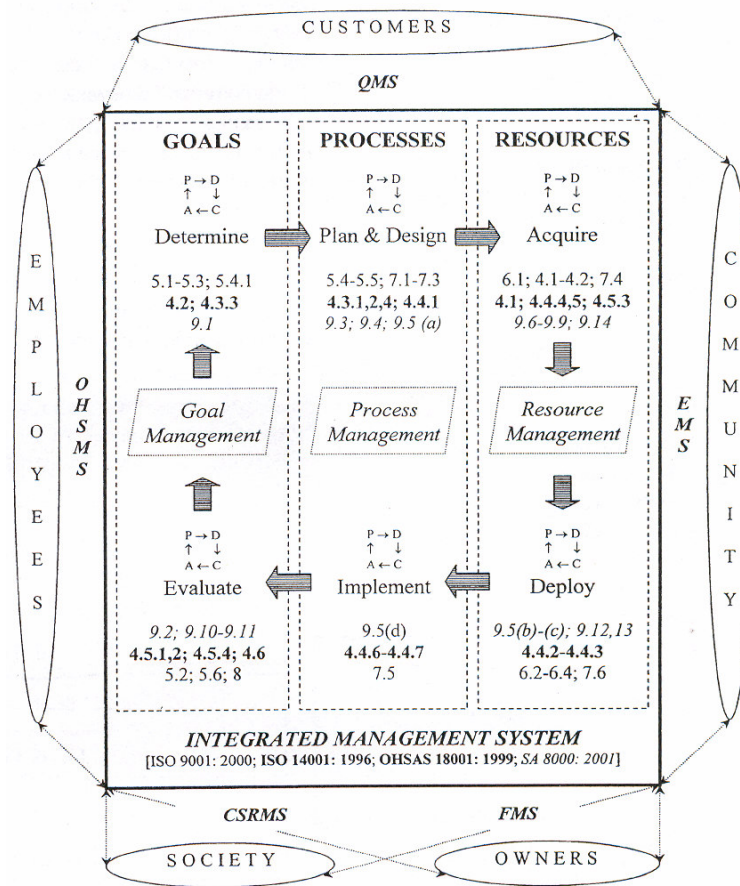 CUSTOMERS
QMS
GOALS
P → D
↑ ↓
A ← C
Determine
5.1-5.3; 5.4.1
4.2; 4.3.3
9.1
Goal
Management
P → D
↑ ↓
A ← C
Evaluate
9.2; 9.10-9.11
4.5.1,2; 4.5.4; 4.6
5.2; 5.6; 8
PROCESSES
P → D
↑ ↓
A ← C
Plan & Design
5.4-5.5; 7.1-7.3
4.3.1,2,4; 4.4.1
9.3; 9.4; 9.5 (a)
Process
Management
P → D
↑ ↓
A ← C
Implement
9.5(d)
4.4.6-4.4.7
7.5
RESOURCES
P → D
↑ ↓
A ← C
Acquire
6.1; 4.1-4.2; 7.4
4.1; 4.4.4,5; 4.5.3
9.6-9.9; 9.14
Resource
Management
P → D
↑ ↓
A ← C
Deploy
9.5(b)-(c); 9.12,13
4.4.2-4.4.3
6.2-6.4; 7.6
EMPLOYEES
OHSMS
EMS
COMMUNITY
INTEGRATED MANAGEMENT SYSTEM
[ISO 9001: 2000; ISO 14001: 1996; OHSAS 18001: 1999; SA 8000: 2001]
CSRMS
FMS
SOCIETY
OWNERS